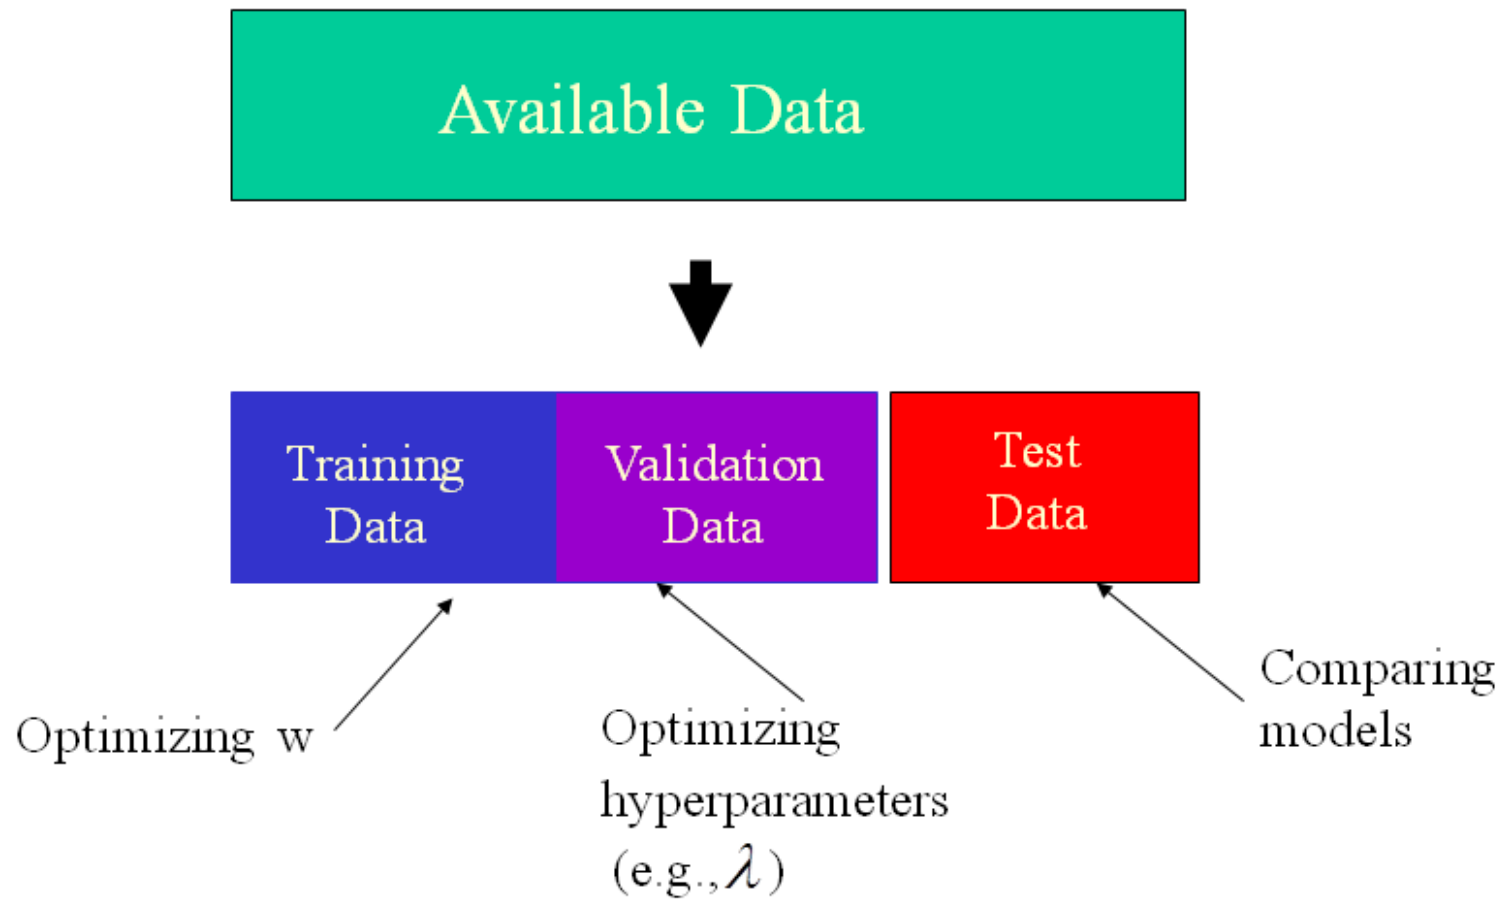 Available Data
Training
Data
Validation
Data
Test
Data
Optimizing w
Optimizing
hyperparameters
(e.g., λ)
Comparing
models